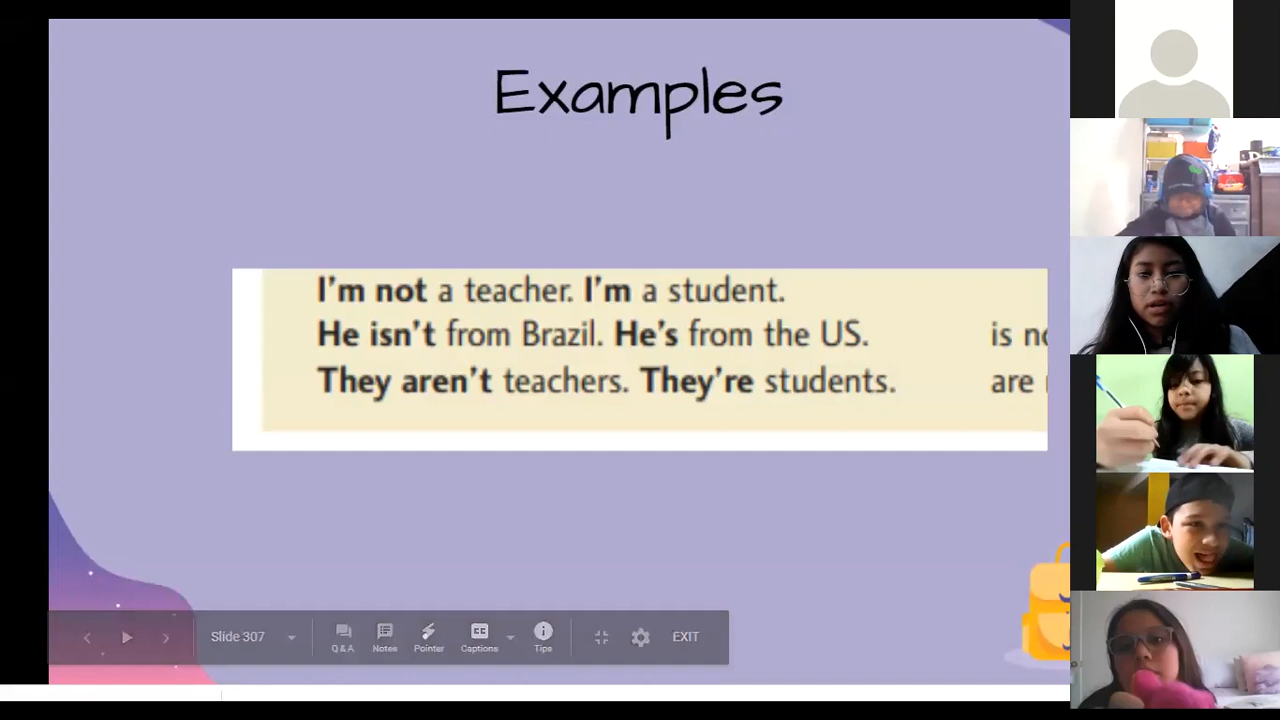 Examples
I'm not a teacher. I'm a student.
He isn't from Brazil. He's from the US.
is
They aren't teachers. They're students.
are
Slide 307
Q&A
Notes
Pointer
Captions
Tips
EXIT